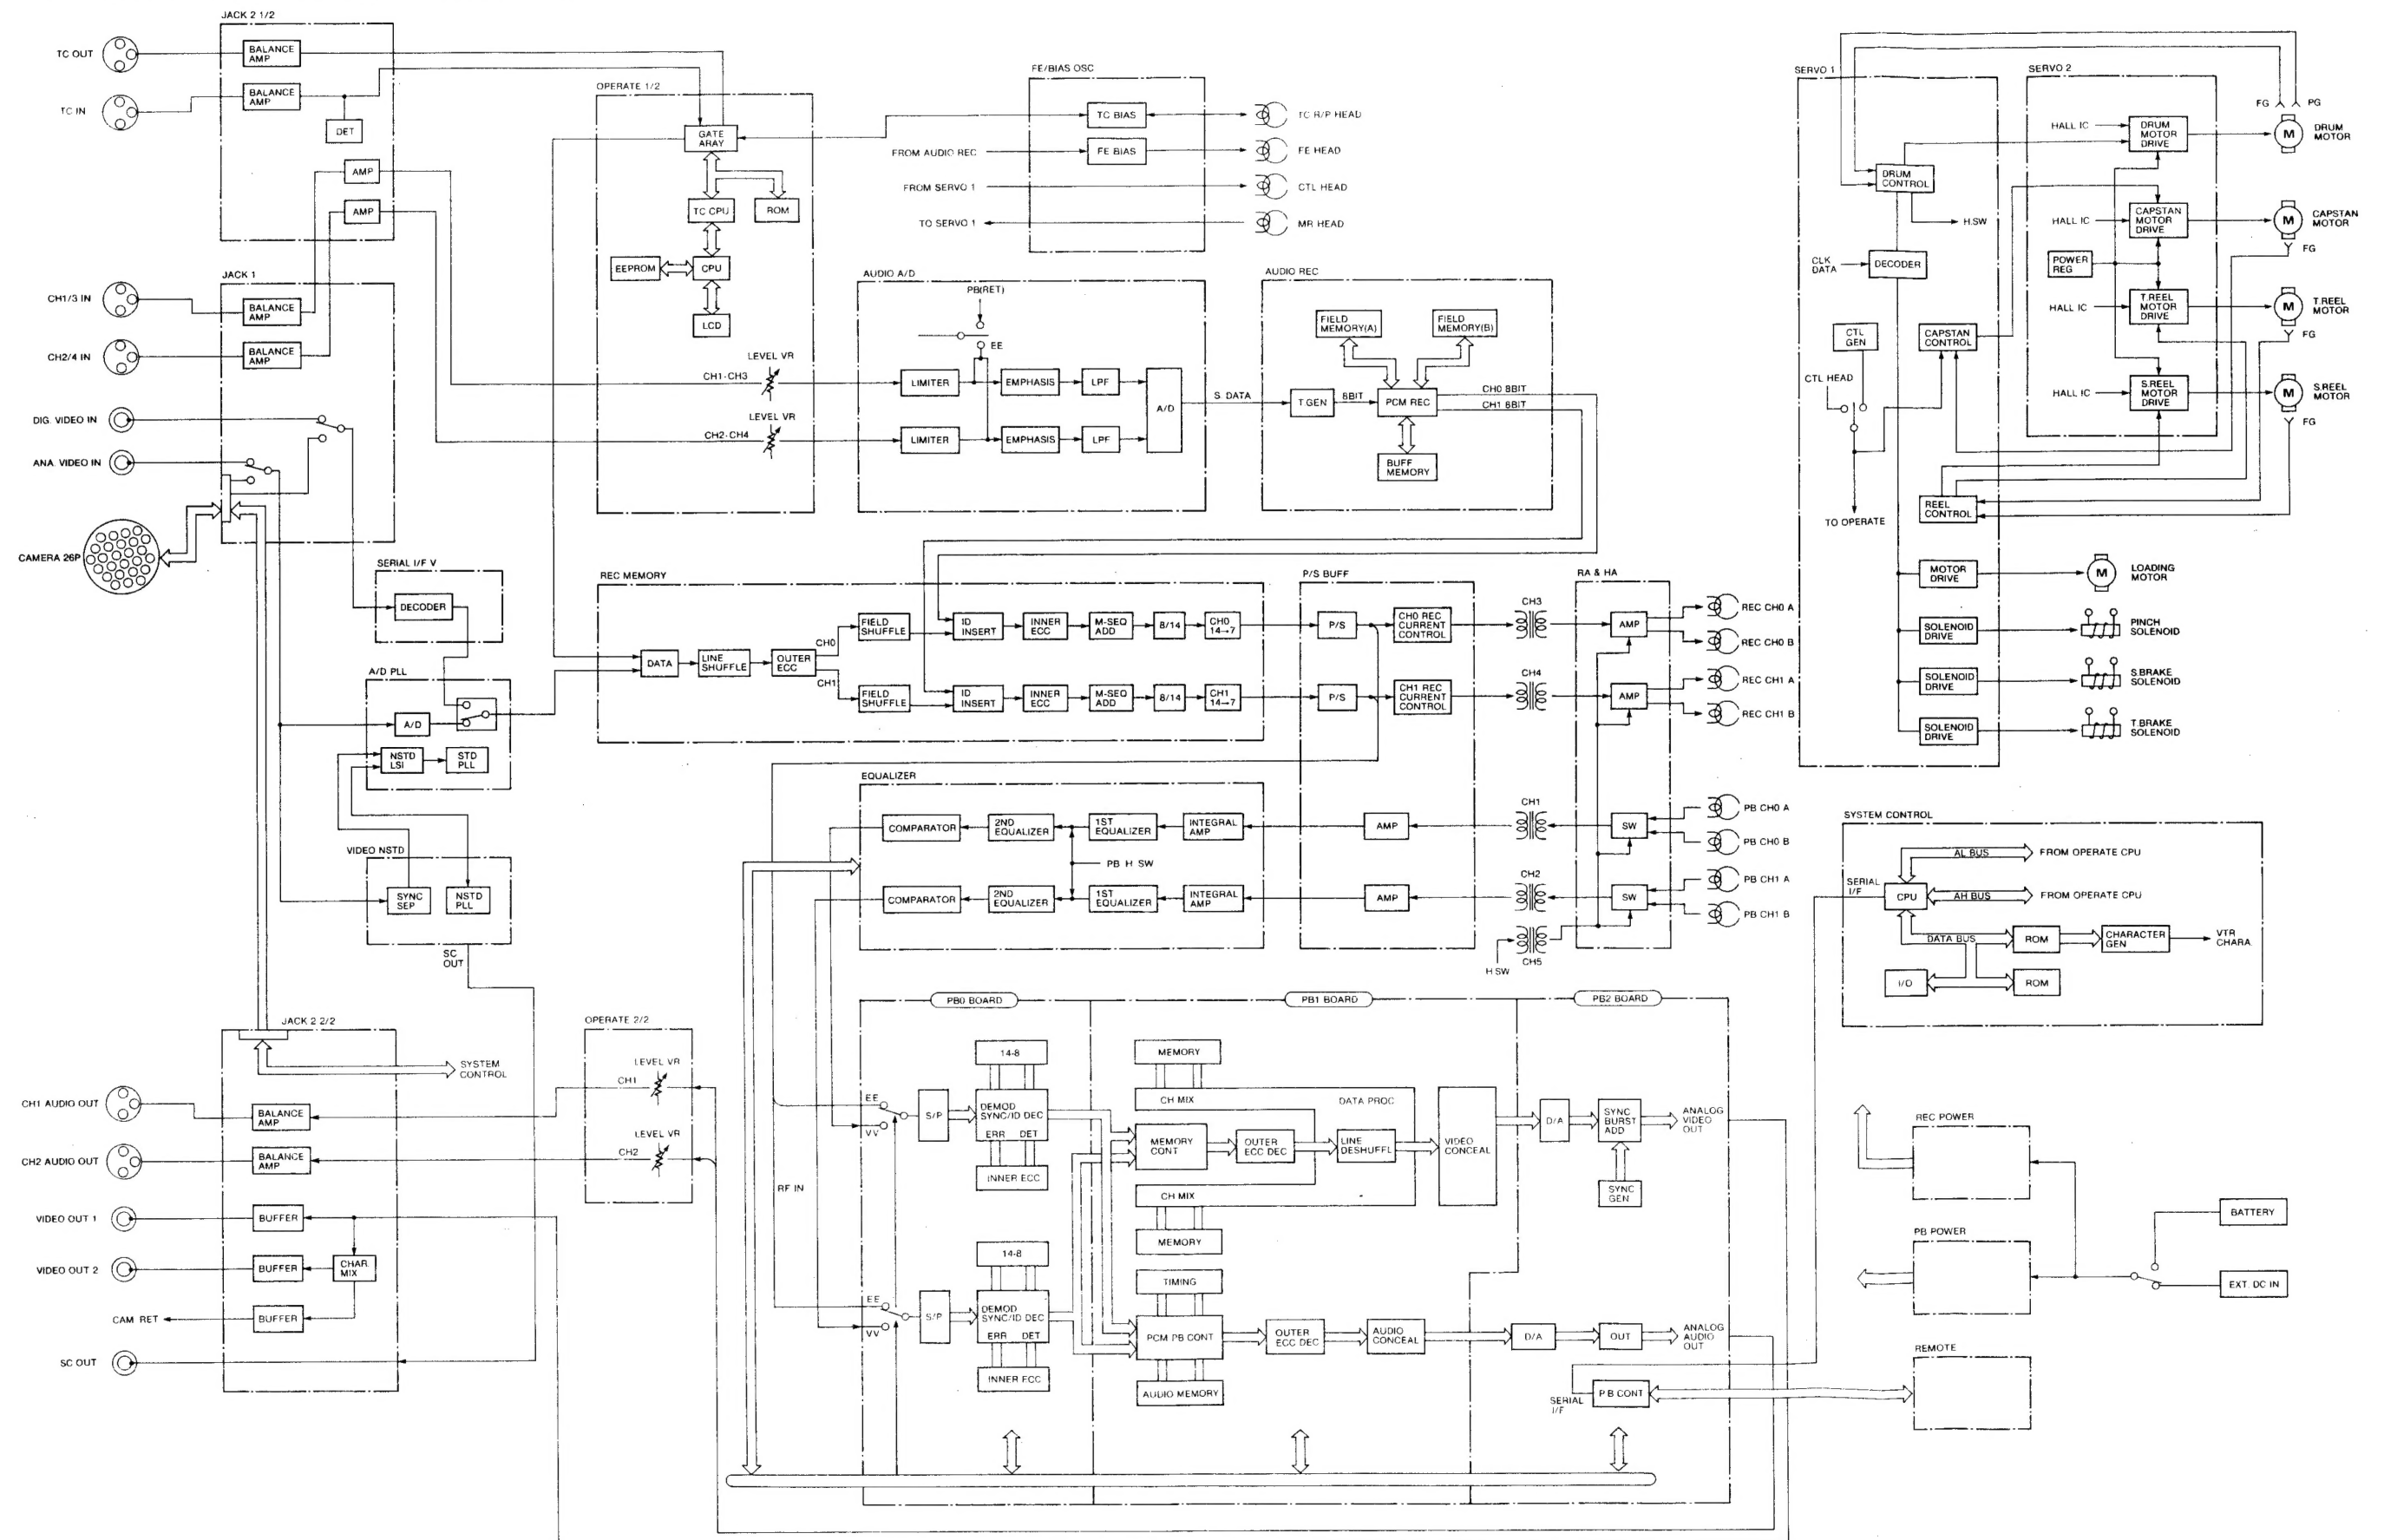 JACK 2 1/2
TC OUT
BALANCE
AMP
TC IN
BALANCE
AMP
DET
AMP
AMP
JACK 1
CH1/3 IN
BALANCE
AMP
CH2/4 IN
BALANCE
AMP
DIG. VIDEO IN
ANA. VIDEO IN
CAMERA 26P
OPERATE 1/2
GATE
ARAY
TC CPU
ROM
EEPROM
CPU
LCD
LEVEL VR
CH1·CH3
LEVEL VR
CH2·CH4
FE/BIAS OSC
TC BIAS
TC R/P HEAD
FROM AUDIO REC
FE BIAS
FE HEAD
FROM SERVO 1
CTL HEAD
TO SERVO 1
MR HEAD
AUDIO A/D
PB(RET)
EE
LIMITER
EMPHASIS
LPF
A/D
LIMITER
EMPHASIS
LPF
S DATA
AUDIO REC
FIELD
MEMORY(A)
FIELD
MEMORY(B)
T.GEN
8BIT
PCM REC
CH0 8BIT
CH1 8BIT
BUFF
MEMORY
SERVO 1
SERVO 2
FG
PG
HALL IC
DRUM
MOTOR
DRIVE
M
DRUM
MOTOR
DRUM
CONTROL
H.SW
HALL IC
CAPSTAN
MOTOR
DRIVE
M
CAPSTAN
MOTOR
FG
CLK
DATA
DECODER
POWER
REG
HALL IC
T.REEL
MOTOR
DRIVE
M
T.REEL
MOTOR
FG
CTL
GEN
CAPSTAN
CONTROL
CTL HEAD
HALL IC
S.REEL
MOTOR
DRIVE
M
S.REEL
MOTOR
FG
REEL
CONTROL
TO OPERATE
MOTOR
DRIVE
M
LOADING
MOTOR
SOLENOID
DRIVE
PINCH
SOLENOID
SOLENOID
DRIVE
S.BRAKE
SOLENOID
SOLENOID
DRIVE
T.BRAKE
SOLENOID
SERIAL I/F V
DECODER
A/D PLL
A/D
NSTD
LSI
STD
PLL
VIDEO NSTD
SYNC
SEP
NSTD
PLL
SC
OUT
REC MEMORY
DATA
LINE
SHUFFLE
OUTER
ECC
CH0
CH1
FIELD
SHUFFLE
ID
INSERT
INNER
ECC
M-SEQ
ADD
8/14
CH0
14→7
FIELD
SHUFFLE
ID
INSERT
INNER
ECC
M-SEQ
ADD
8/14
CH1
14→7
P/S BUFF
P/S
CH0 REC
CURRENT
CONTROL
P/S
CH1 REC
CURRENT
CONTROL
CH3
CH4
RA & HA
AMP
REC CH0 A
REC CH0 B
AMP
REC CH1 A
REC CH1 B
EQUALIZER
COMPARATOR
2ND
EQUALIZER
1ST
EQUALIZER
INTEGRAL
AMP
AMP
CH1
SW
PB CH0 A
PB CH0 B
PB H SW
COMPARATOR
2ND
EQUALIZER
1ST
EQUALIZER
INTEGRAL
AMP
AMP
CH2
SW
PB CH1 A
PB CH1 B
H SW
CH5
SYSTEM CONTROL
AL BUS
FROM OPERATE CPU
SERIAL
I/F
CPU
AH BUS
FROM OPERATE CPU
DATA BUS
ROM
CHARACTER
GEN
VTR
CHARA.
I/O
ROM
JACK 2 2/2
SYSTEM
CONTROL
CH1 AUDIO OUT
BALANCE
AMP
CH2 AUDIO OUT
BALANCE
AMP
VIDEO OUT 1
BUFFER
VIDEO OUT 2
BUFFER
CHAR.
MIX
CAM RET
BUFFER
SC OUT
OPERATE 2/2
LEVEL VR
CH1
LEVEL VR
CH2
PB0 BOARD
PB1 BOARD
PB2 BOARD
14-8
EE
VV
S/P
DEMOD
SYNC/ID DEC
ERR DET
INNER ECC
RF IN
MEMORY
CH MIX
DATA PROC
MEMORY
CONT
OUTER
ECC DEC
LINE
DESHUFFL
VIDEO
CONCEAL
CH MIX
MEMORY
D/A
SYNC
BURST
ADD
ANALOG
VIDEO
OUT
SYNC
GEN
14-8
EE
VV
S/P
DEMOD
SYNC/ID DEC
ERR DET
INNER ECC
TIMING
PCM PB CONT
OUTER
ECC DEC
AUDIO
CONCEAL
D/A
OUT
ANALOG
AUDIO
OUT
AUDIO MEMORY
SERIAL
I/F
P B CONT
REC POWER
PB POWER
BATTERY
EXT. DC IN
REMOTE